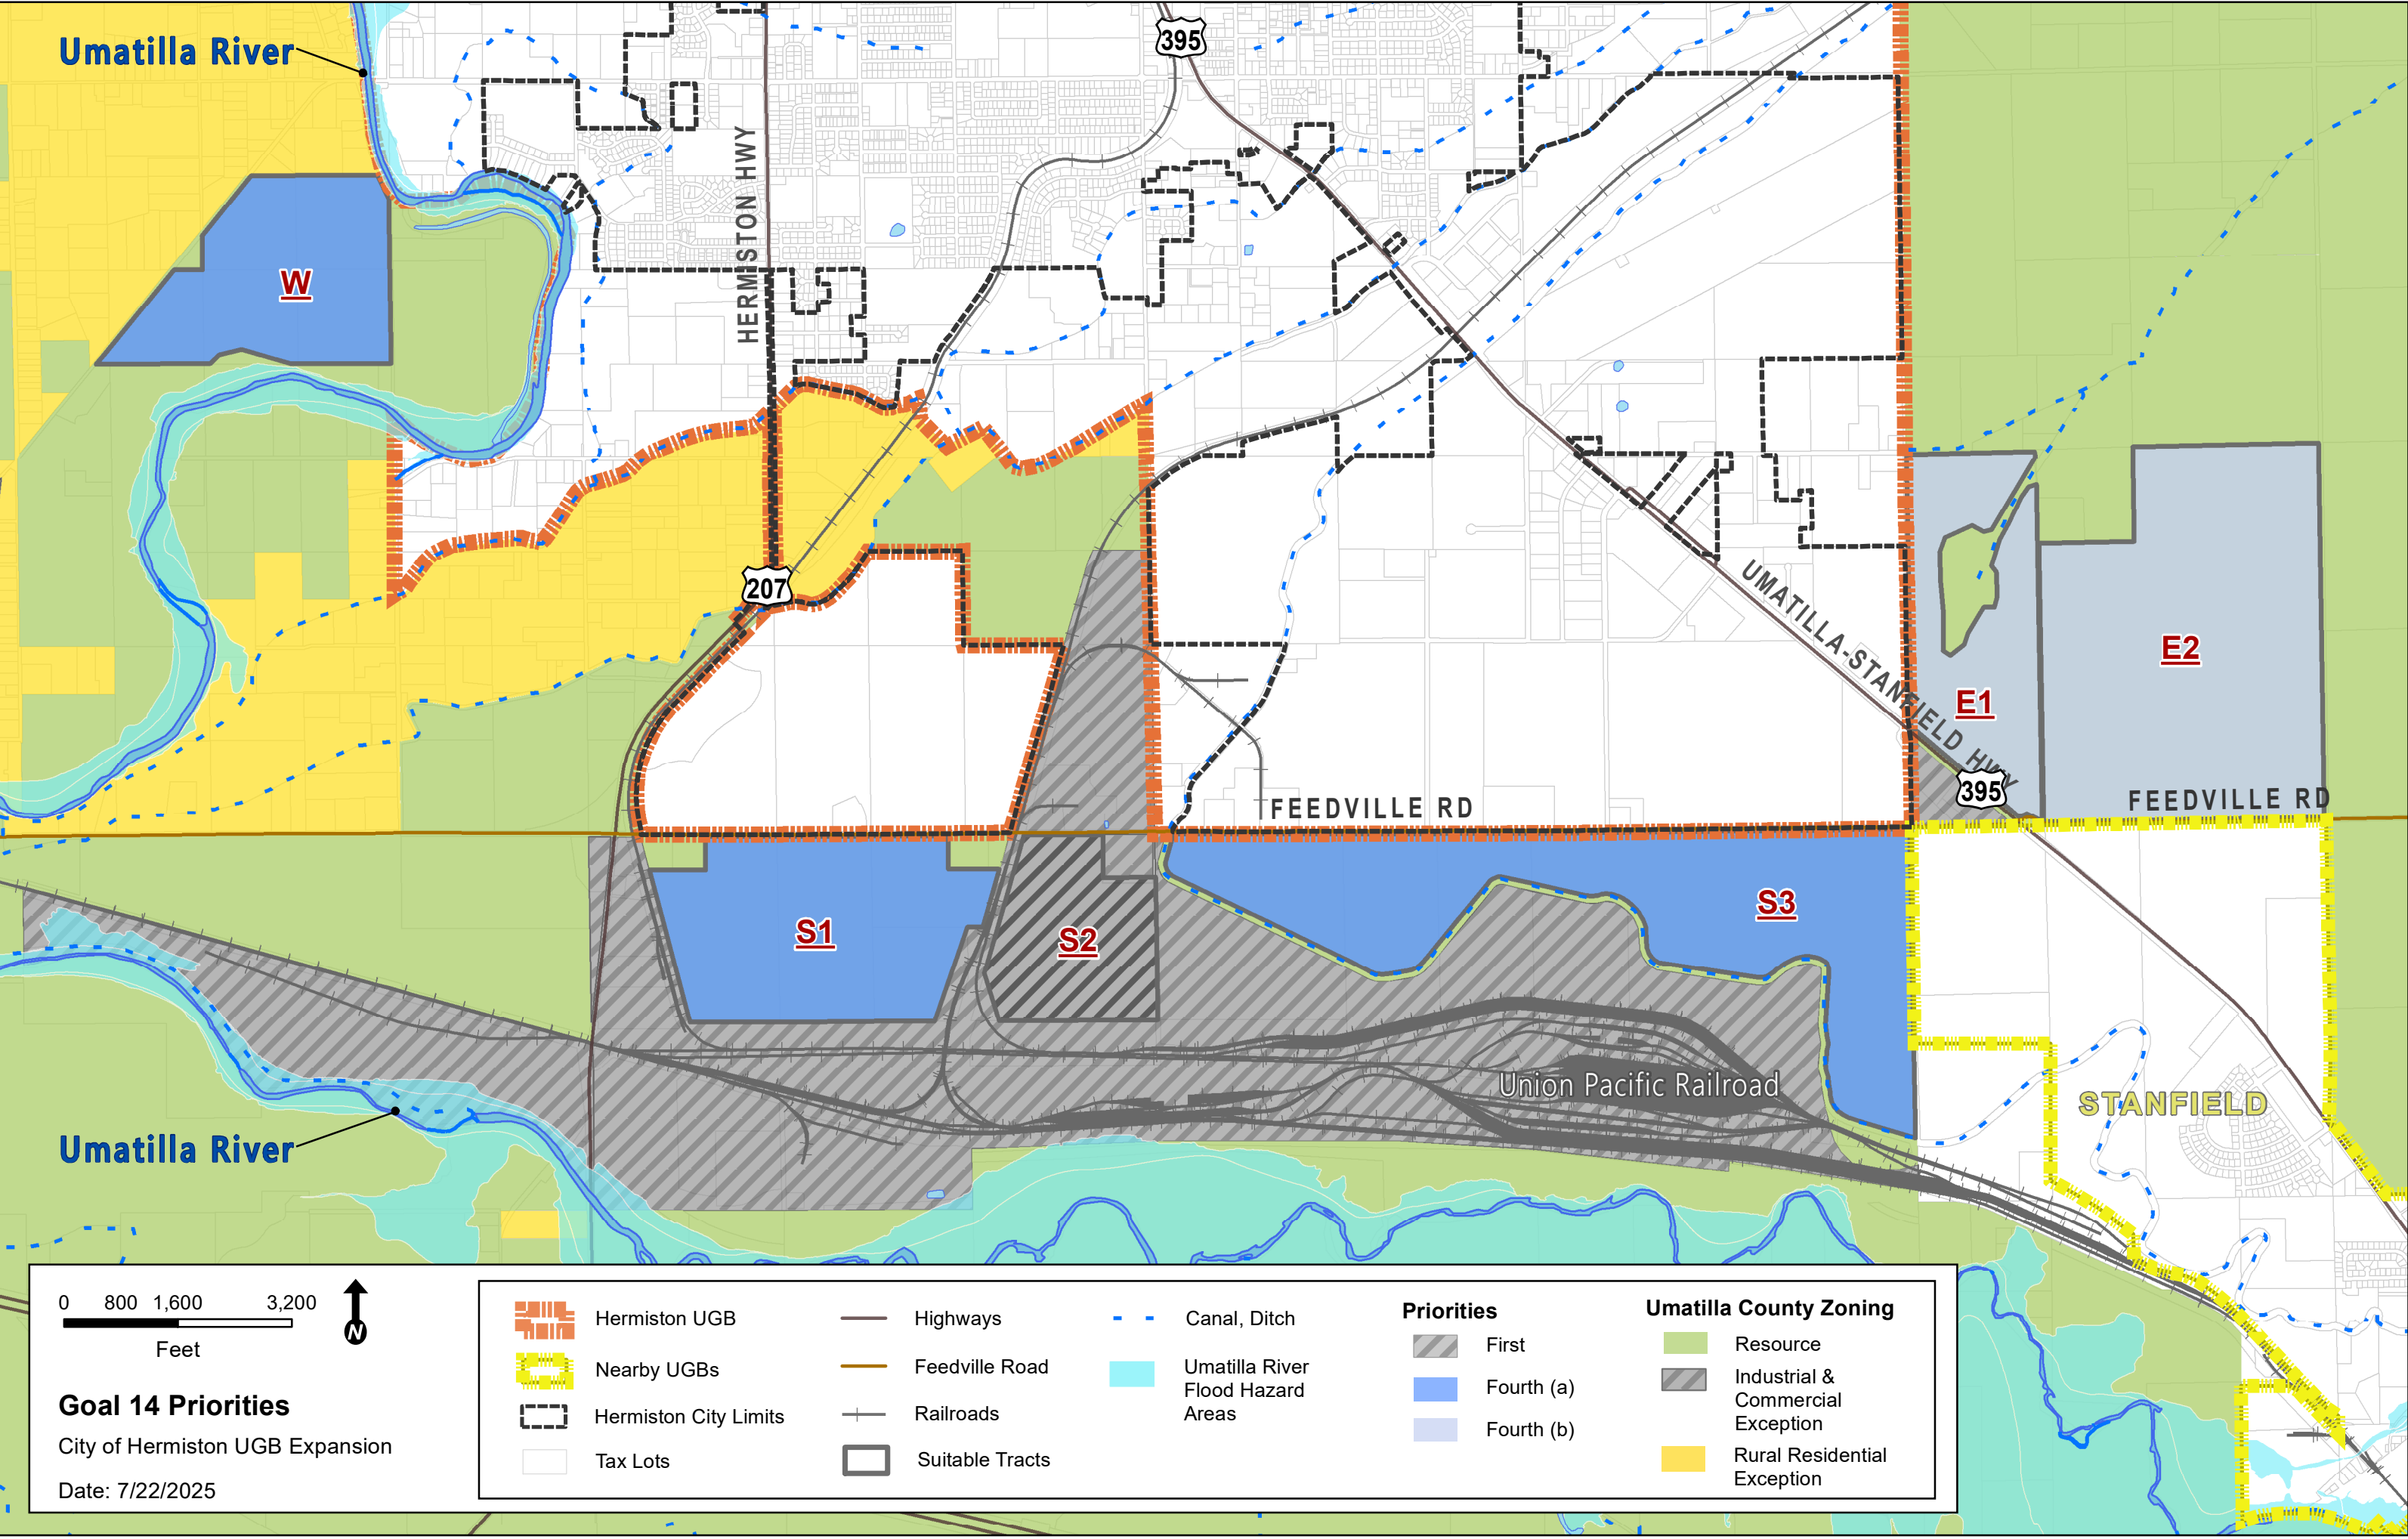 Umatilla River
395
HERMISTON HWY
W
207
UMATILLA-STANFIELD HWY
E1
E2
395
FEEDVILLE RD
FEEDVILLE RD
S1
S2
S3
Union Pacific Railroad
STANFIELD
Umatilla River
0 800 1,600 3,200
Feet
N
Goal 14 Priorities
City of Hermiston UGB Expansion
Date: 7/22/2025
Hermiston UGB
Nearby UGBs
Hermiston City Limits
Tax Lots
Highways
Feedville Road
Railroads
Suitable Tracts
Canal, Ditch
Umatilla River
Flood Hazard
Areas
Priorities
First
Fourth (a)
Fourth (b)
Umatilla County Zoning
Resource
Industrial &
Commercial
Exception
Rural Residential
Exception